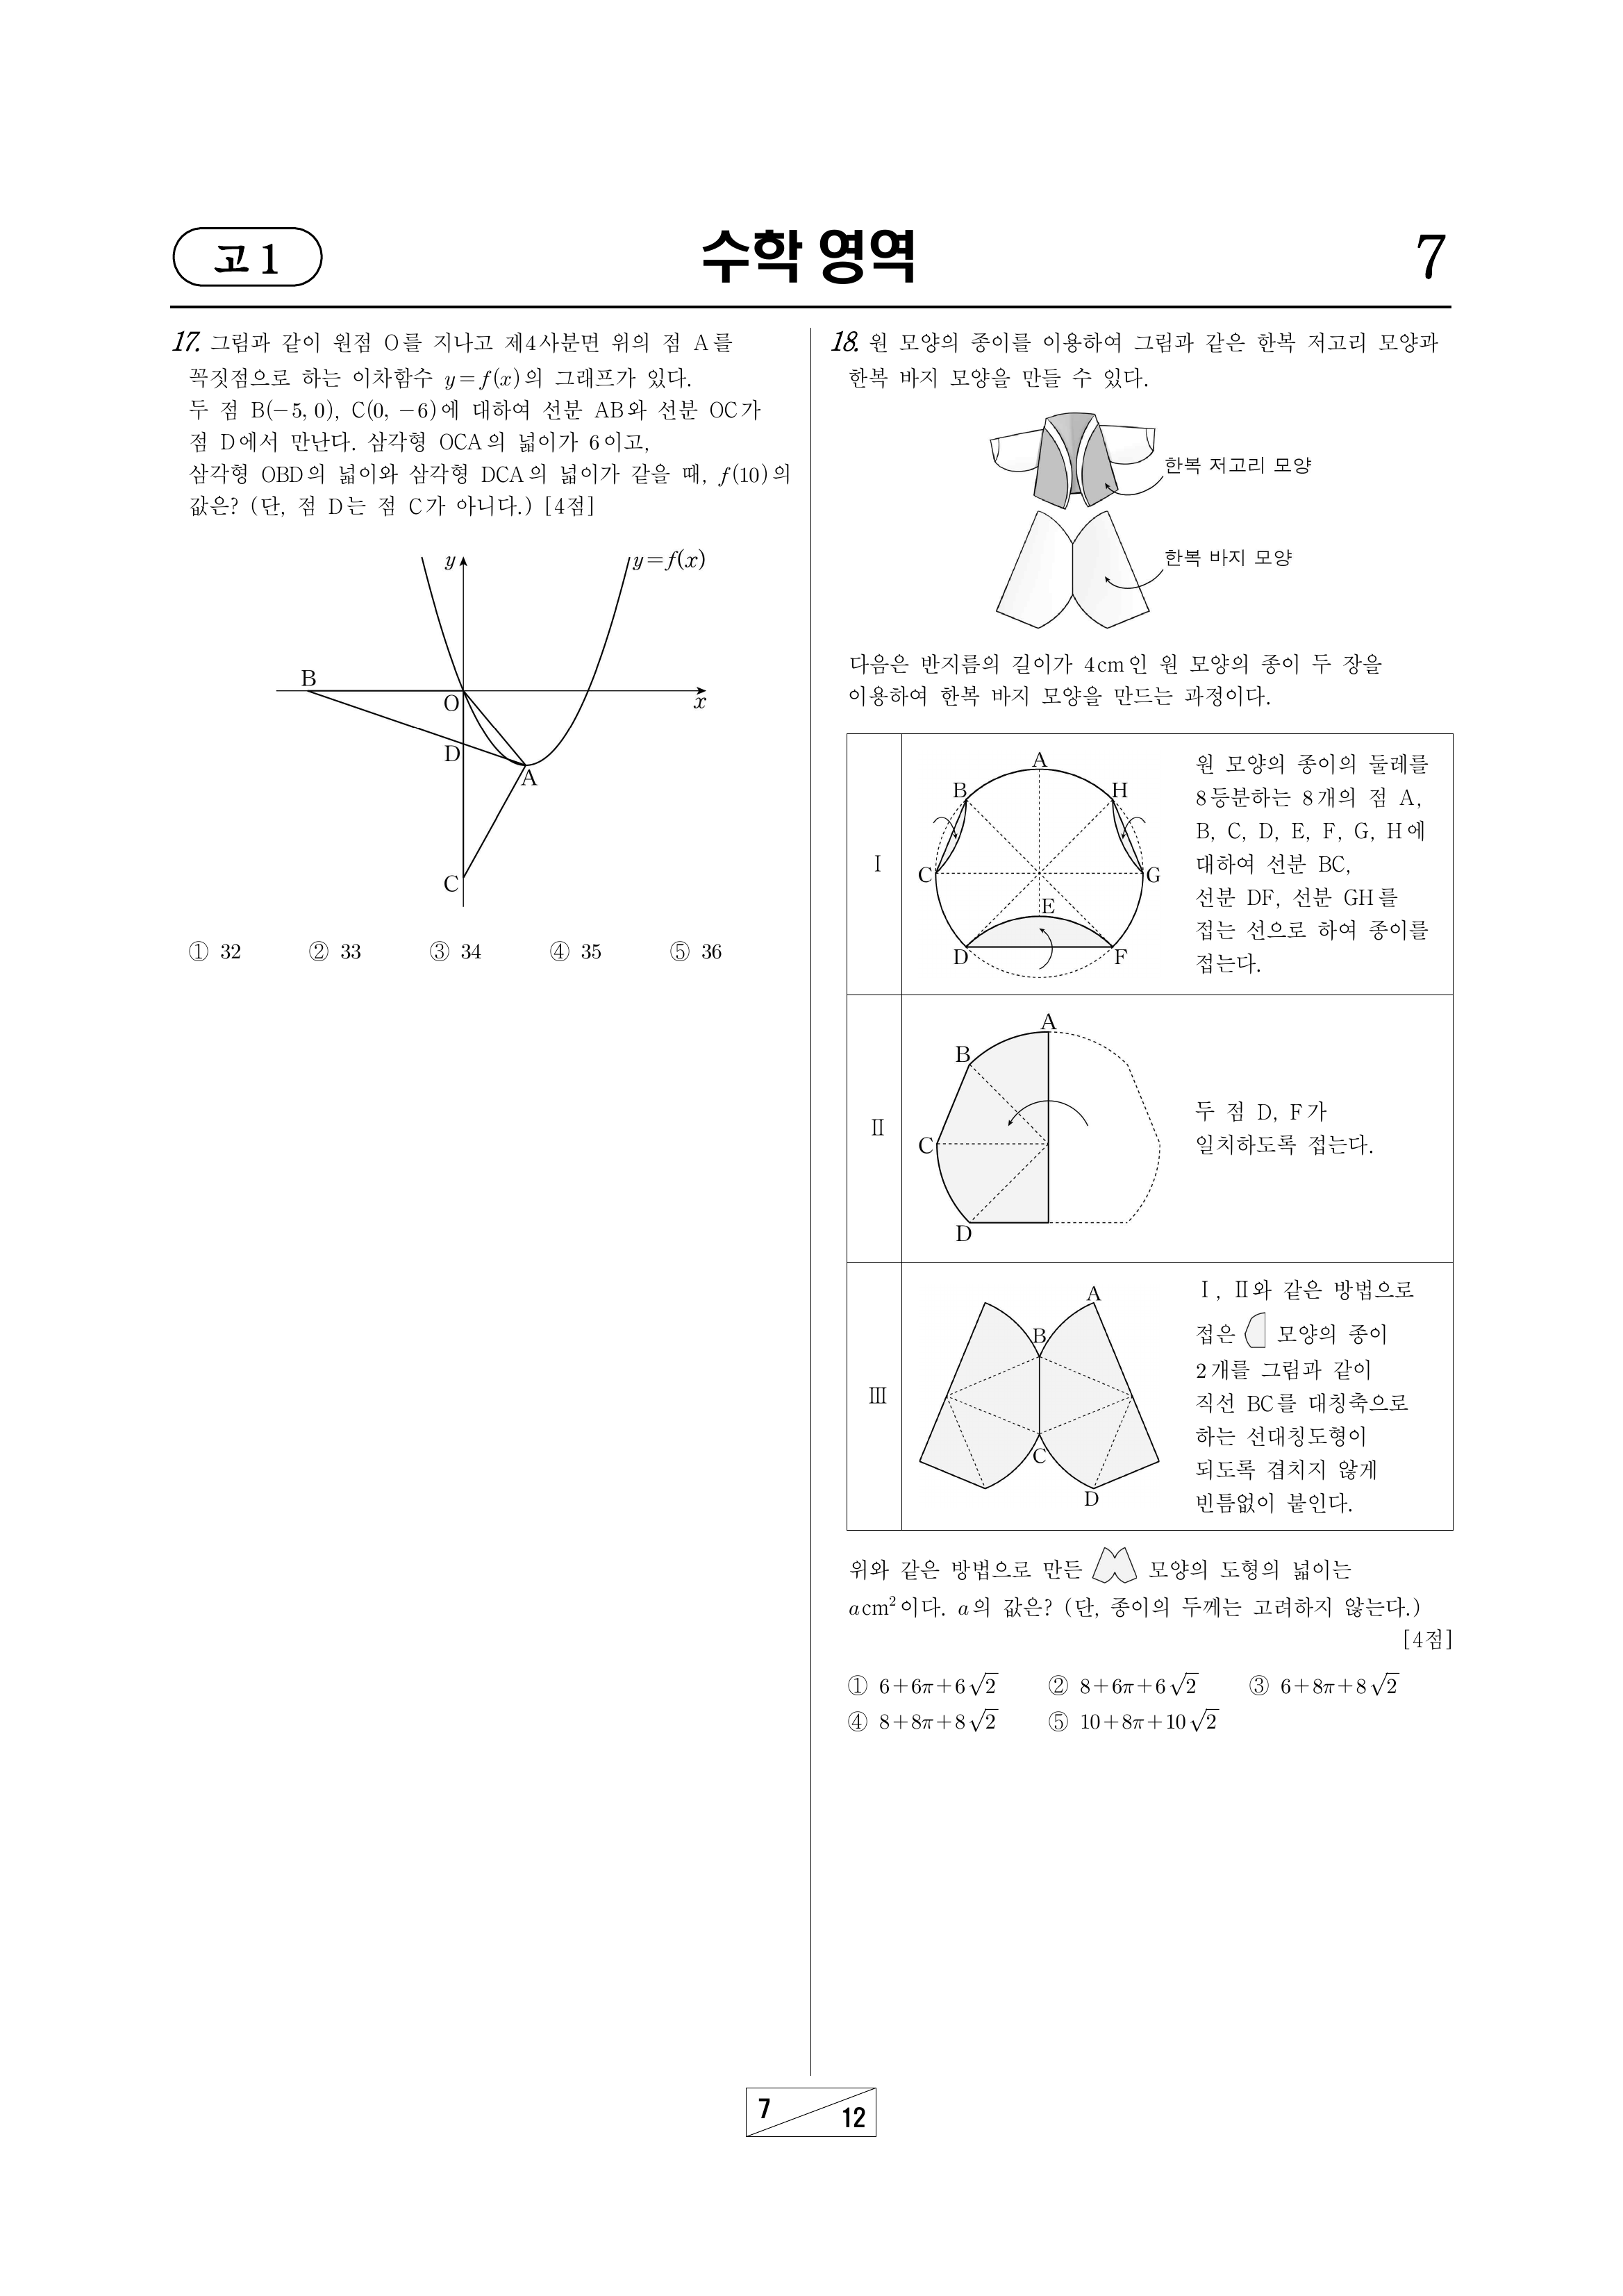 고 1
수학 영역
7
17. 그림과 같이 원점 O를 지나고 제4사분면 위의 점 A를
꼭짓점으로 하는 이차함수 y=f(x)의 그래프가 있다.
두 점 B(−5, 0), C(0, −6)에 대하여 선분 AB와 선분 OC가
점 D에서 만난다. 삼각형 OCA의 넓이가 6이고,
삼각형 OBD의 넓이와 삼각형 DCA의 넓이가 같을 때, f(10)의
값은? (단, 점 D는 점 C가 아니다.) [4점]
y
y=f(x)
B
O
x
D
A
C
① 32 ② 33 ③ 34 ④ 35 ⑤ 36
18. 원 모양의 종이를 이용하여 그림과 같은 한복 저고리 모양과
한복 바지 모양을 만들 수 있다.
한복 저고리 모양
한복 바지 모양
다음은 반지름의 길이가 4cm인 원 모양의 종이 두 장을
이용하여 한복 바지 모양을 만드는 과정이다.
Ⅰ
A
B
H
C
G
E
D
F
원 모양의 종이의 둘레를
8등분하는 8개의 점 A,
B, C, D, E, F, G, H에
대하여 선분 BC,
선분 DF, 선분 GH를
접는 선으로 하여 종이를
접는다.
Ⅱ
A
B
C
D
두 점 D, F가
일치하도록 접는다.
Ⅲ
A
B
C
D
Ⅰ, Ⅱ와 같은 방법으로
접은 모양의 종이
2개를 그림과 같이
직선 BC를 대칭축으로
하는 선대칭도형이
되도록 겹치지 않게
빈틈없이 붙인다.
위와 같은 방법으로 만든 모양의 도형의 넓이는
a cm²이다. a의 값은? (단, 종이의 두께는 고려하지 않는다.)
[4점]
① 6+6π+6√2 ② 8+6π+6√2 ③ 6+8π+8√2
④ 8+8π+8√2 ⑤ 10+8π+10√2
7
12